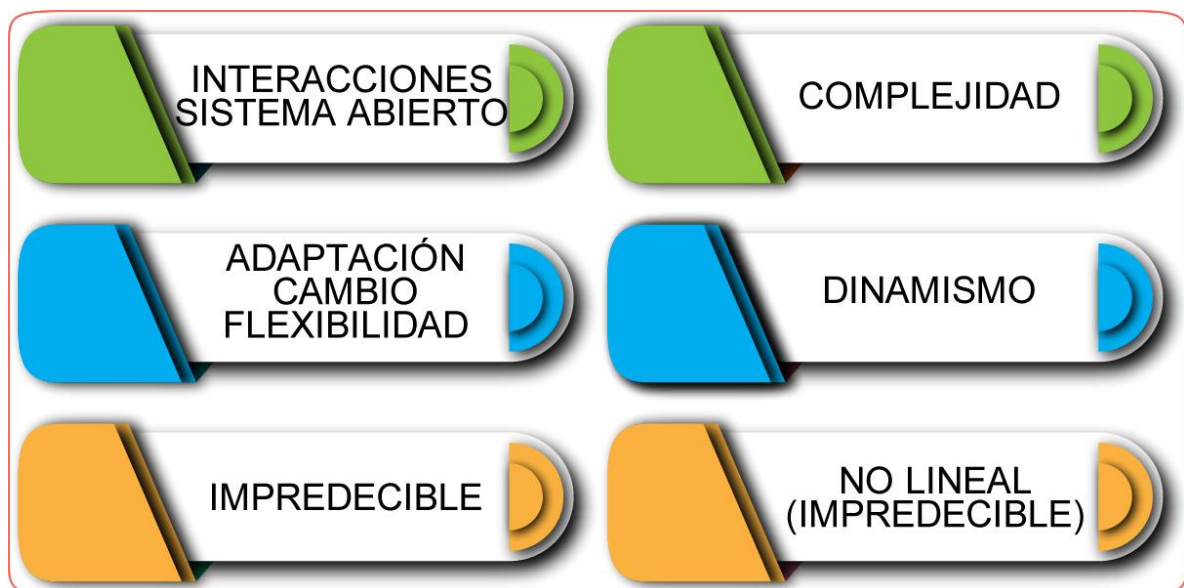 INTERACCIONES
SISTEMA ABIERTO
COMPLEJIDAD
ADAPTACIÓN
CAMBIO
FLEXIBILIDAD
DINAMISMO
IMPREDECIBLE
NO LINEAL
(IMPREDECIBLE)